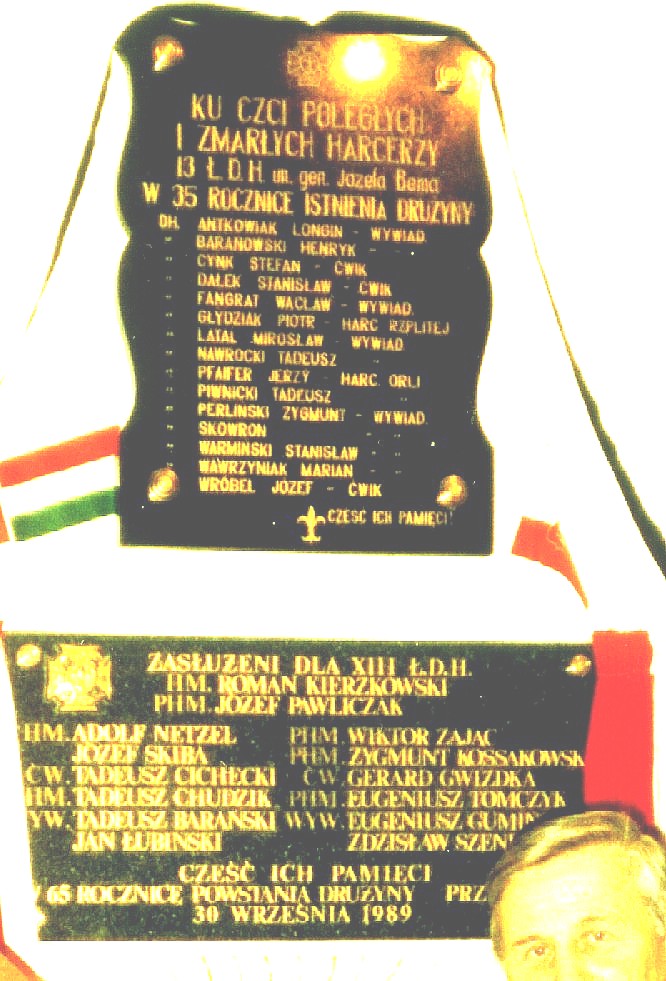 KU CZCI POLEGŁYCH
I ZMARŁYCH HARCERZY
13 Ł.D.H im. gen. Józefa Bema
W 35 ROCZNICE ISTNIENIA DRUŻYNY
DH. ANTKOWIAK LONGIN - WYWIAD.
" BARANOWSKI HENRYK - "
" CYNK STEFAN - ĆWIK
" DAŁEK STANISŁAW - ĆWIK
" FANGRAT WACŁAW - WYWIAD.
" GŁYDZIAK PIOTR - HARC RZPLITEJ
" LATAL MIROSŁAW - WYWIAD.
" NAWROCKI TADEUSZ "
" PFAIFER JERZY - HARC. ORLI
" PIWNICKI TADEUSZ " "
" PERLIŃSKI ZYGMUNT - WYWIAD.
" SKOWRON " "
" WARMIŃSKI STANISŁAW - "
" WAWRZYNIAK MARIAN - "
" WRÓBEL JÓZEF - ĆWIK
CZEŚĆ ICH PAMIĘCI!
ZASŁUŻENI DLA XIII Ł.D.H.
HM. ROMAN KIERZKOWSKI
PHM. JÓZEF PAWLICZAK
HM. ADOLF NETZEL PHM. WIKTOR ZAJĄC
JÓZEF SKIBA PHM. ZYGMUNT KOSSAKOWSK
ĆW. TADEUSZ CICHECKI ĆW. GERARD GWIZDKA
HM. TADEUSZ CHUDZIK PHM. EUGENIUSZ TOMCZYK
YW. TADEUSZ BARAŃSKI WYW. EUGENIUSZ GUMIN
JAN ŁUBIŃSKI ZDZISŁAW SZEN
CZEŚĆ ICH PAMIĘCI
65 ROCZNICE POWSTANIA DRUŻYNY PRZ
30 WRZEŚNIA 1989